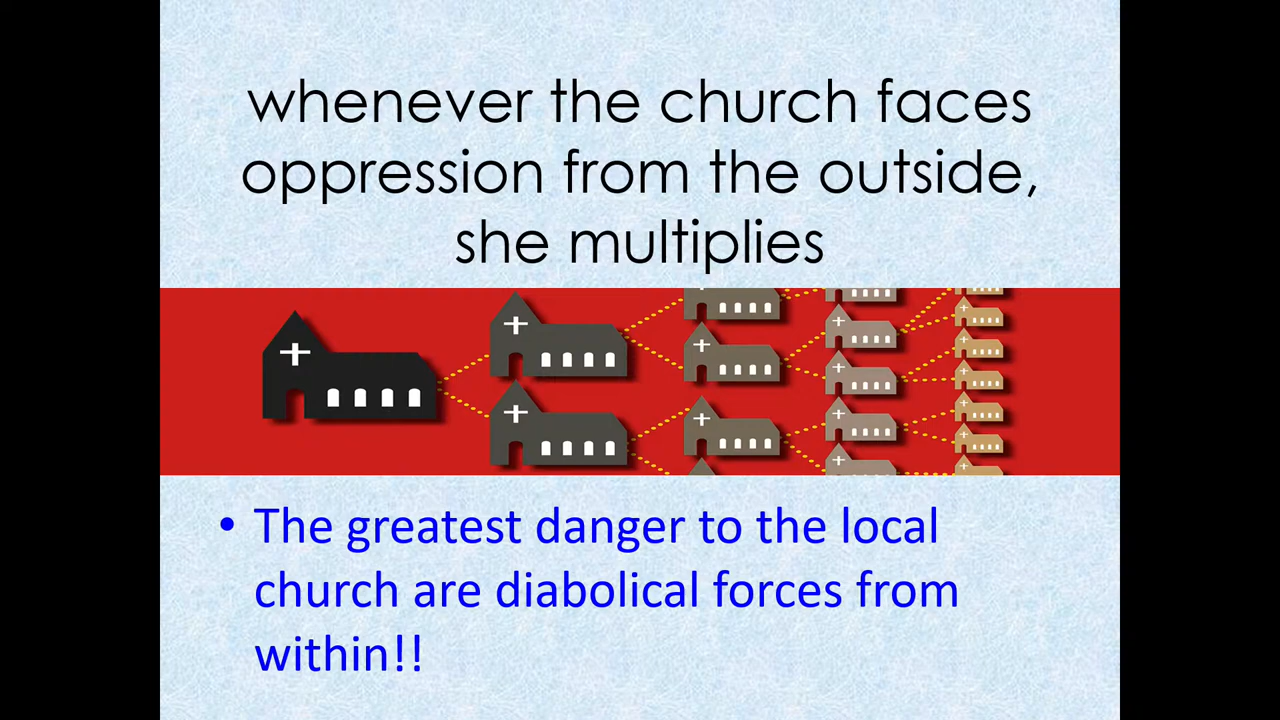 whenever the church faces
oppression from the outside,
she multiplies
• The greatest danger to the local
church are diabolical forces from
within!!